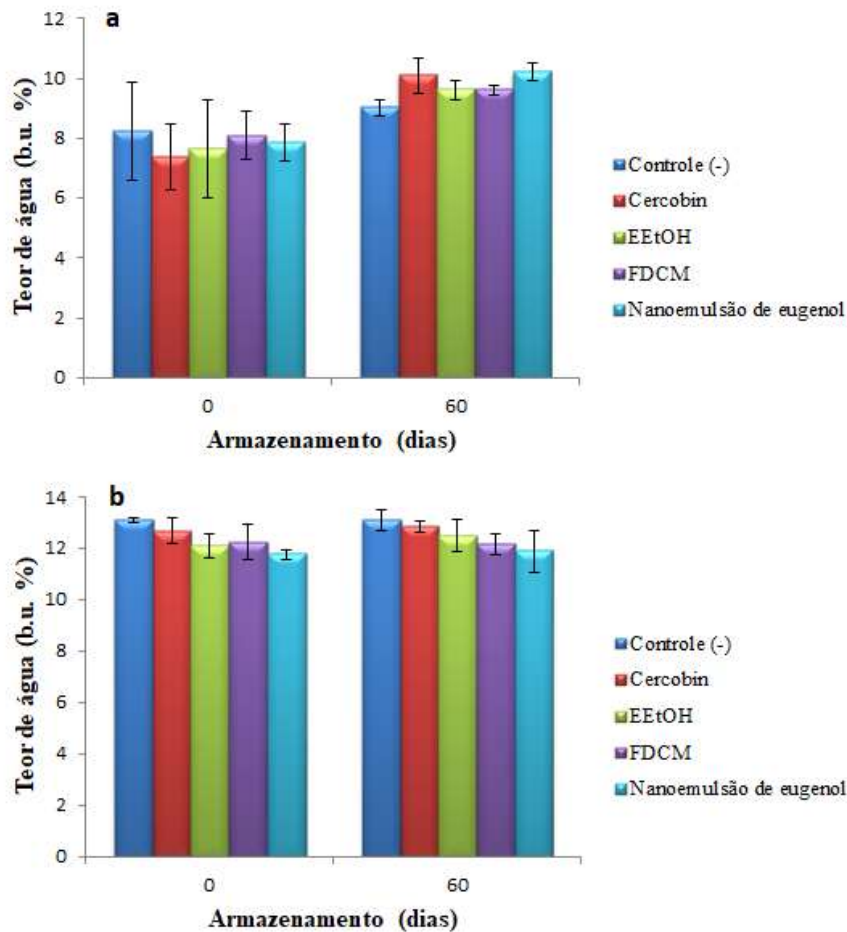 a
Teor de água (b.u. %)
12
10
8
6
4
2
0
0
60
Armazenamento (dias)
Controle (-)
Cercobin
EEtOH
FDCM
Nanoemulsão de eugenol
b
Teor de água (b.u. %)
14
12
10
8
6
4
2
0
0
60
Armazenamento (dias)
Controle (-)
Cercobin
EEtOH
FDCM
Nanoemulsão de eugenol